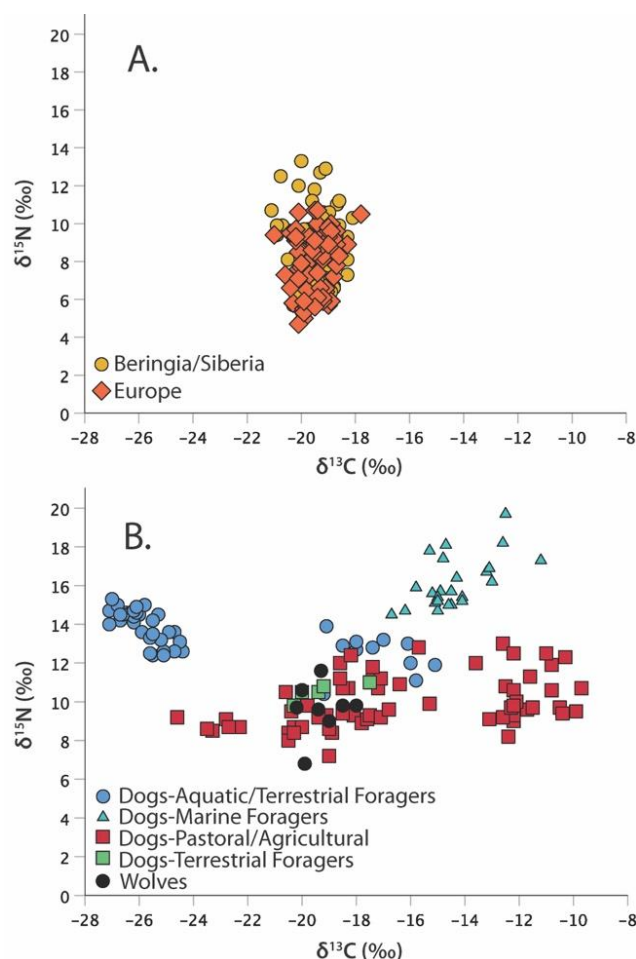 A.
20
18
16
14
12
10
8
6
4
2
0
δ¹⁵N (‰)
Beringia/Siberia
Europe
−28 −26 −24 −22 −20 −18 −16 −14 −12 −10 −8
δ¹³C (‰)
B.
20
18
16
14
12
10
8
6
4
2
0
δ¹⁵N (‰)
Dogs-Aquatic/Terrestrial Foragers
Dogs-Marine Foragers
Dogs-Pastoral/Agricultural
Dogs-Terrestrial Foragers
Wolves
−28 −26 −24 −22 −20 −18 −16 −14 −12 −10 −8
δ¹³C (‰)